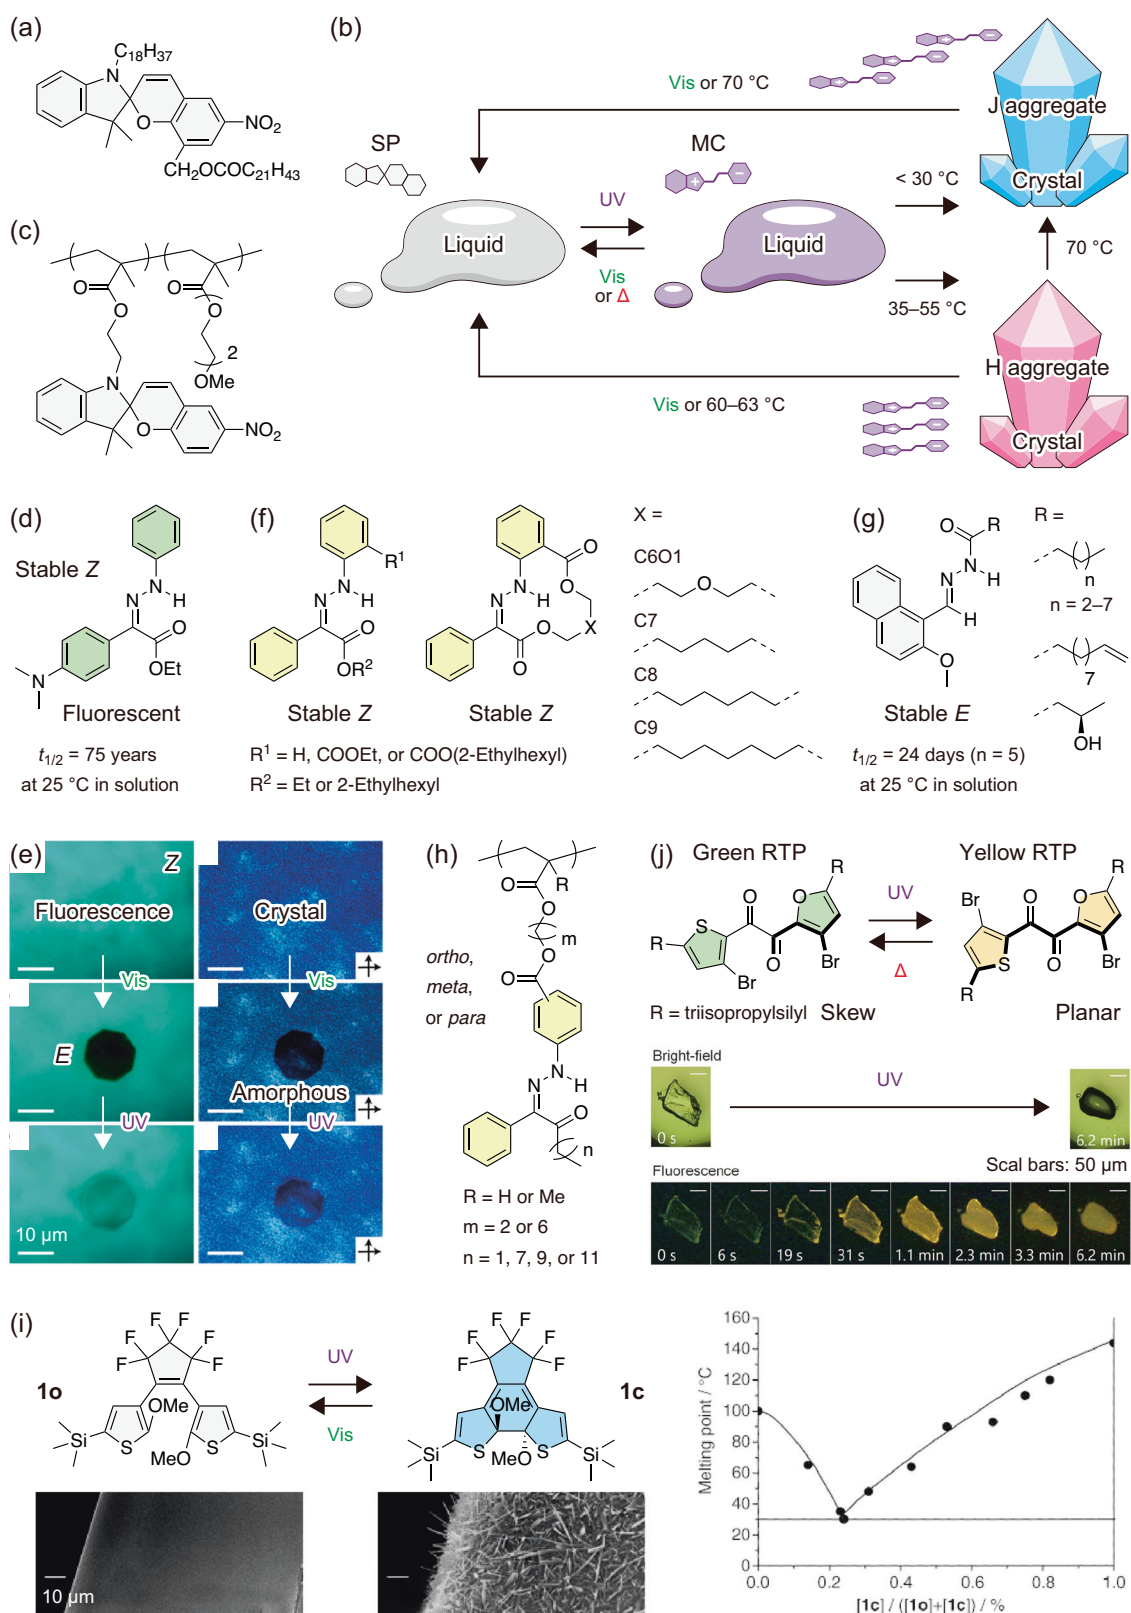 (a)
C18H37
N
O
NO2
CH2OCOC21H43
(b)
Vis or 70 °C
J aggregate
Crystal
SP
MC
Liquid
UV
Vis
or Δ
Liquid
< 30 °C
35–55 °C
70 °C
H aggregate
Crystal
Vis or 60–63 °C
(c)
O
O
O
O
2
OMe
N
O
NO2
(d)
Stable Z
N
N
H
O
OEt
N
Fluorescent
t1/2 = 75 years
at 25 °C in solution
(f)
R1
N
N
H
O
OR2
Stable Z
O
O
N
N
H
O
O
X
Stable Z
R1 = H, COOEt, or COO(2-Ethylhexyl)
R2 = Et or 2-Ethylhexyl
X =
C6O1
O
C7
C8
C9
(g)
R
O
N
N
H
O
Stable E
t1/2 = 24 days (n = 5)
at 25 °C in solution
R =
n
n = 2–7
7
OH
(e)
Z
Fluorescence
Crystal
Vis
Vis
E
Amorphous
UV
UV
10 µm
(h)
O
R
O
m
O
O
ortho,
meta,
or para
N
N
H
O
n
R = H or Me
m = 2 or 6
n = 1, 7, 9, or 11
(j)
Green RTP
Yellow RTP
R
S
O
O
O
R
Br
Br
UV
Δ
Br
O
O
R
O
S
R
Br
R = triisopropylsilyl
Skew
Planar
Bright-field
0 s
UV
6.2 min
Scal bars: 50 µm
Fluorescence
0 s
6 s
19 s
31 s
1.1 min
2.3 min
3.3 min
6.2 min
(i)
F F
F F
F F
1o
OMe
Si
S
MeO
S
Si
UV
Vis
F F
F F
F F
1c
OMe
Si
S
MeO
S
Si
10 µm
Melting point / °C
160
140
120
100
80
60
40
20
0
0.0
0.2
0.4
0.6
0.8
1.0
[1c] / ([1o]+[1c]) / %